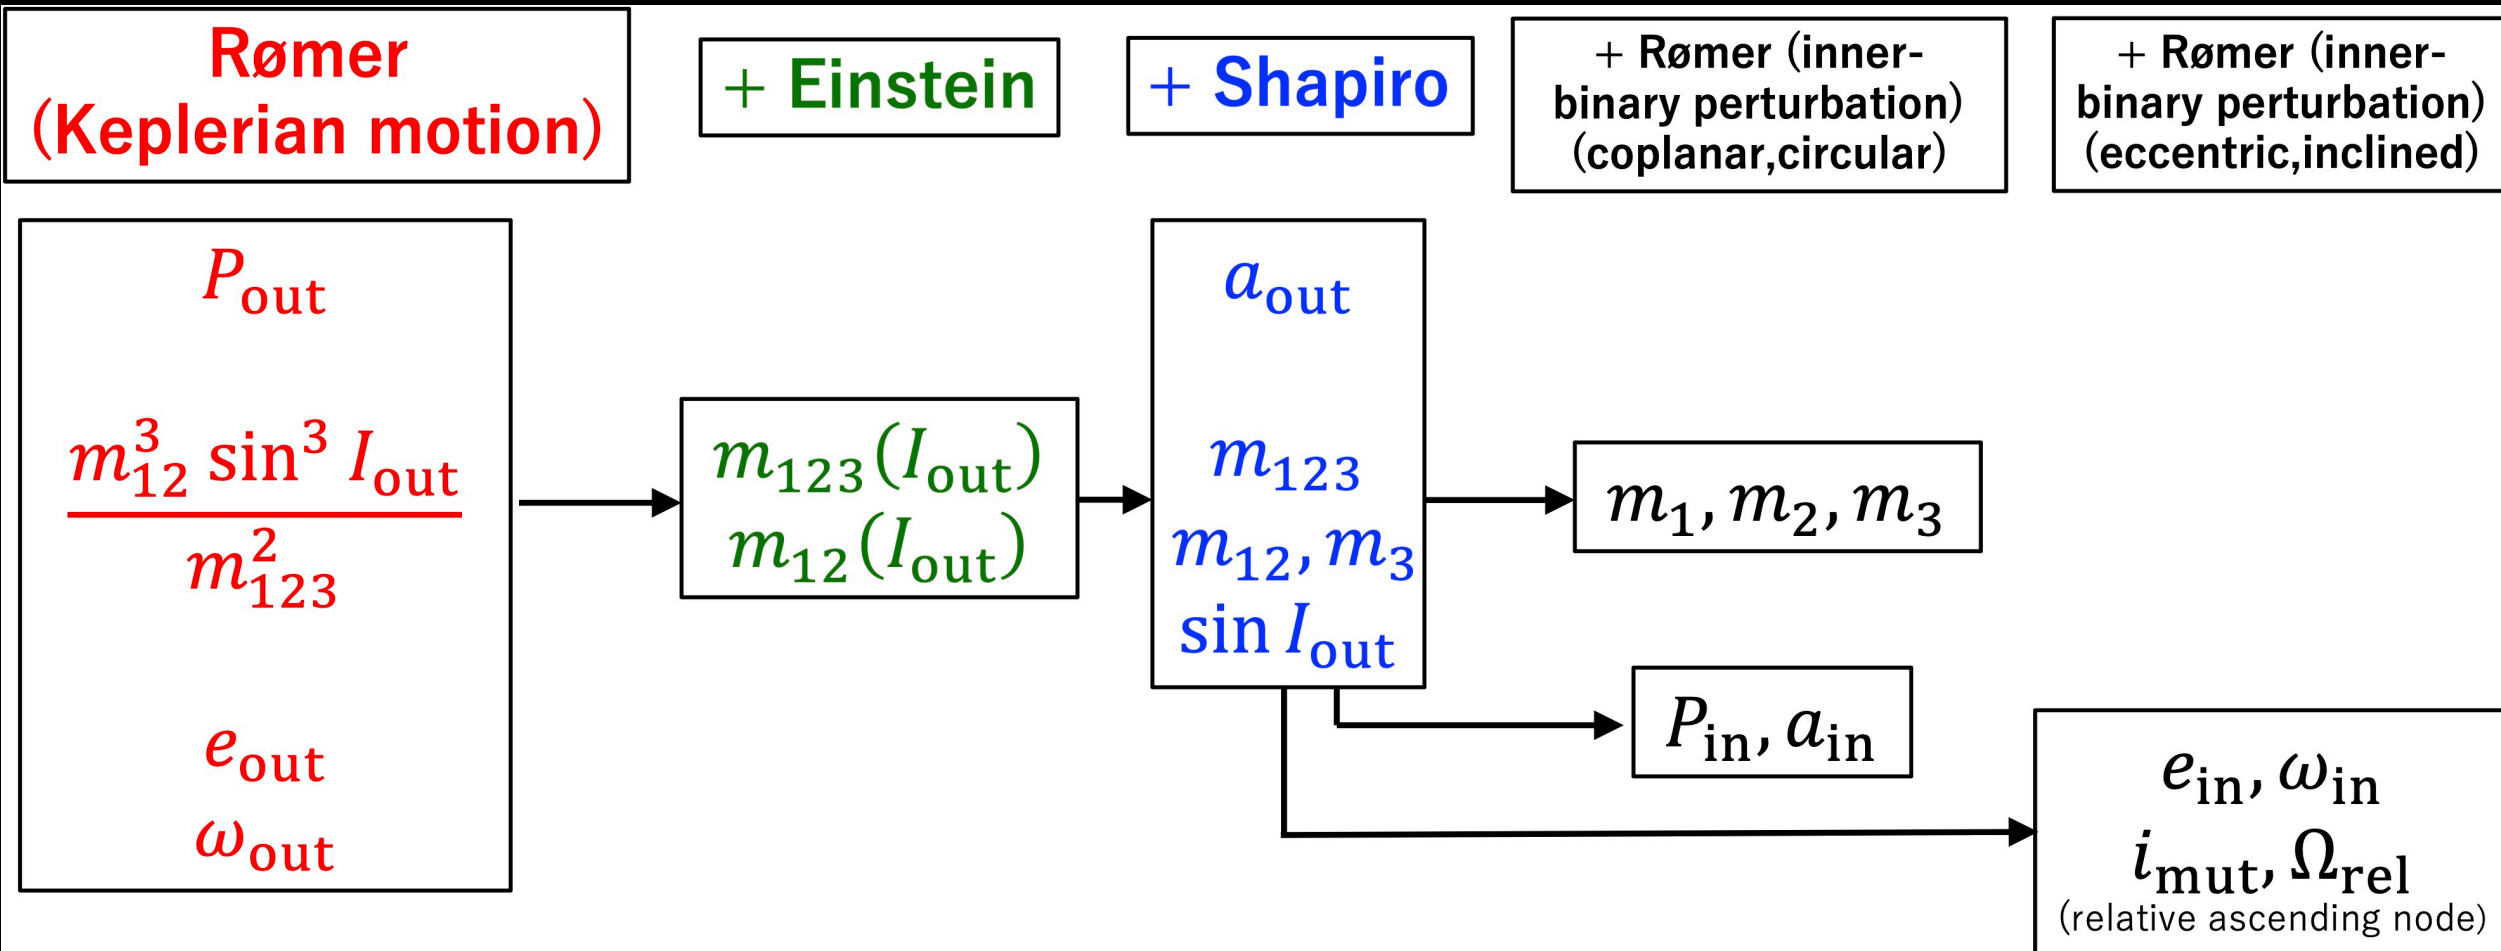 Rømer
(Keplerian motion)
+ Einstein
+ Shapiro
+ Rømer (inner-
binary perturbation)
(coplanar,circular)
+ Rømer (inner-
binary perturbation)
(eccentric,inclined)
P_out
m_12^3 sin^3 I_out
m_123^2
e_out
ω_out
m_123(I_out)
m_12(I_out)
a_out
m_123
m_12, m_3
sin I_out
m_1, m_2, m_3
P_in, a_in
e_in, ω_in
i_mut, Ω_rel
(relative ascending node)